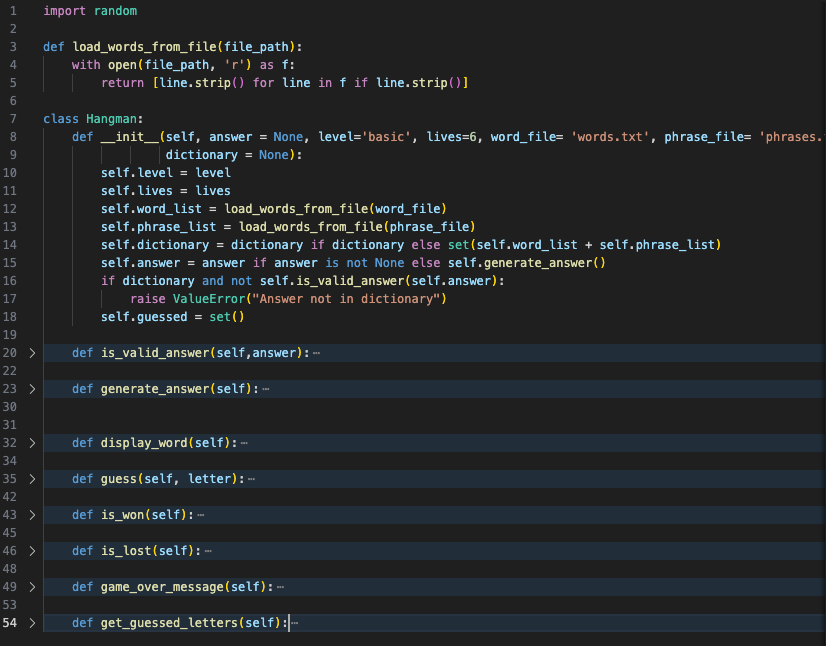 1 import random
2
3 def load_words_from_file(file_path):
4     with open(file_path, 'r') as f:
5         return [line.strip() for line in f if line.strip()]
6
7 class Hangman:
8     def __init__(self, answer = None, level='basic', lives=6, word_file= 'words.txt', phrase_file= 'phrases.
9                  dictionary = None):
10         self.level = level
11         self.lives = lives
12         self.word_list = load_words_from_file(word_file)
13         self.phrase_list = load_words_from_file(phrase_file)
14         self.dictionary = dictionary if dictionary else set(self.word_list + self.phrase_list)
15         self.answer = answer if answer is not None else self.generate_answer()
16         if dictionary and not self.is_valid_answer(self.answer):
17             raise ValueError("Answer not in dictionary")
18         self.guessed = set()
19
20 >     def is_valid_answer(self,answer):⋯
22
23 >     def generate_answer(self):⋯
30
31
32 >     def display_word(self):⋯
34
35 >     def guess(self, letter):⋯
42
43 >     def is_won(self):⋯
45
46 >     def is_lost(self):⋯
48
49 >     def game_over_message(self):⋯
53
54 >     def get_guessed_letters(self):⋯